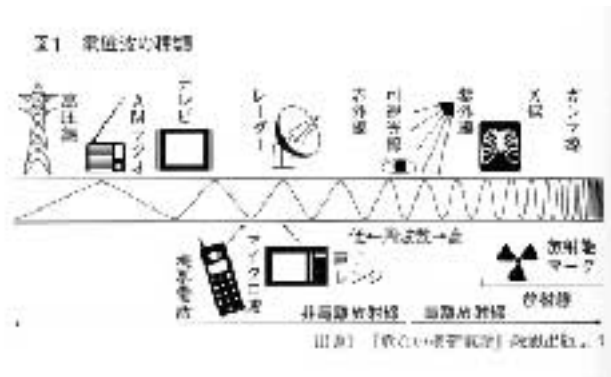 図1 電磁波の種類
高圧線
AMラジオ
テレビ
レーダー
赤外線
可視光線
紫外線
X線
ガンマ線
低←周波数→高
携帯電話
マイクロ波
電子レンジ
放射能
マーク
放射線
非電離放射線
電離放射線